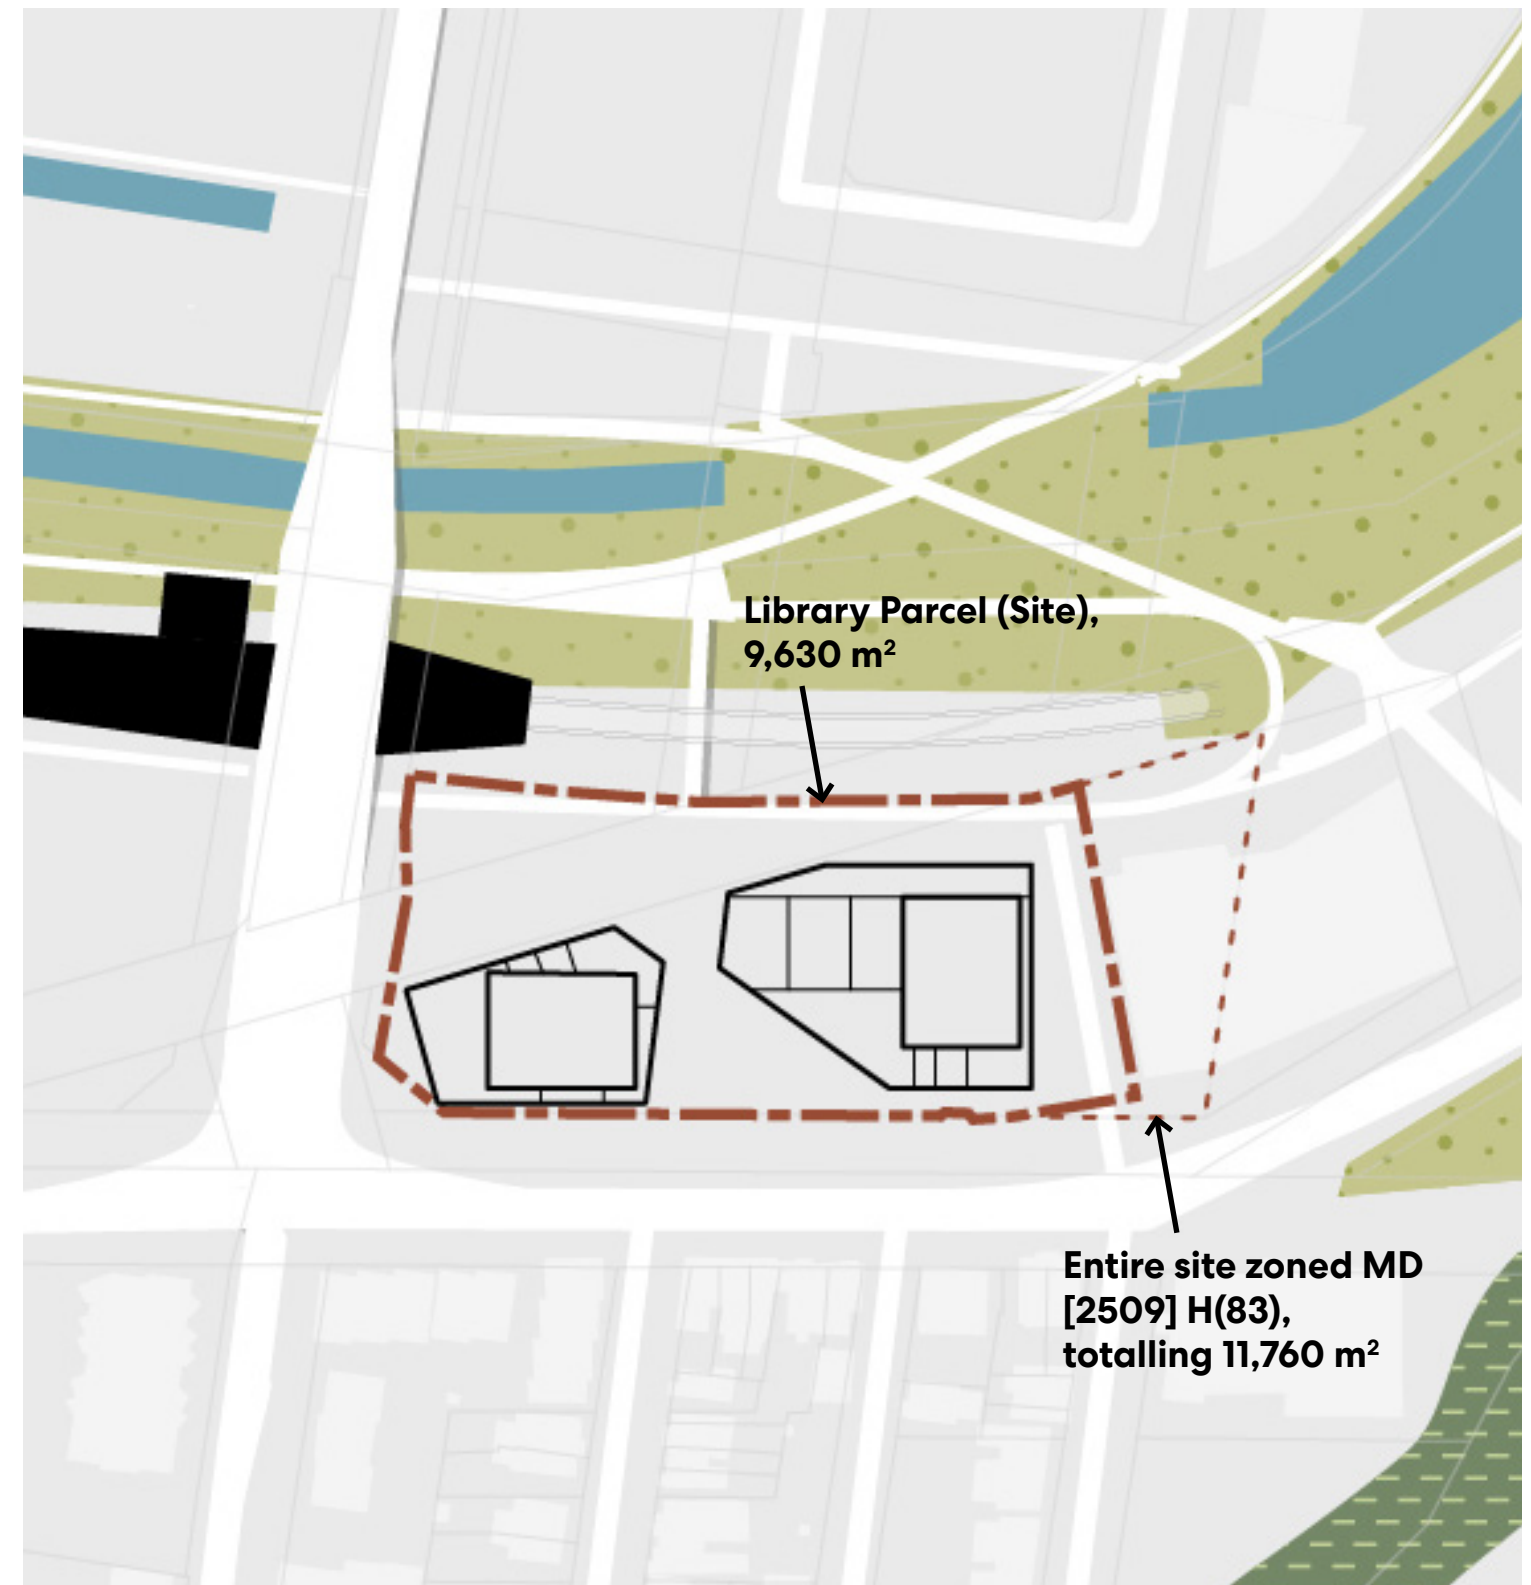 Library Parcel (Site),
9,630 m²
Entire site zoned MD
[2509] H(83),
totalling 11,760 m²